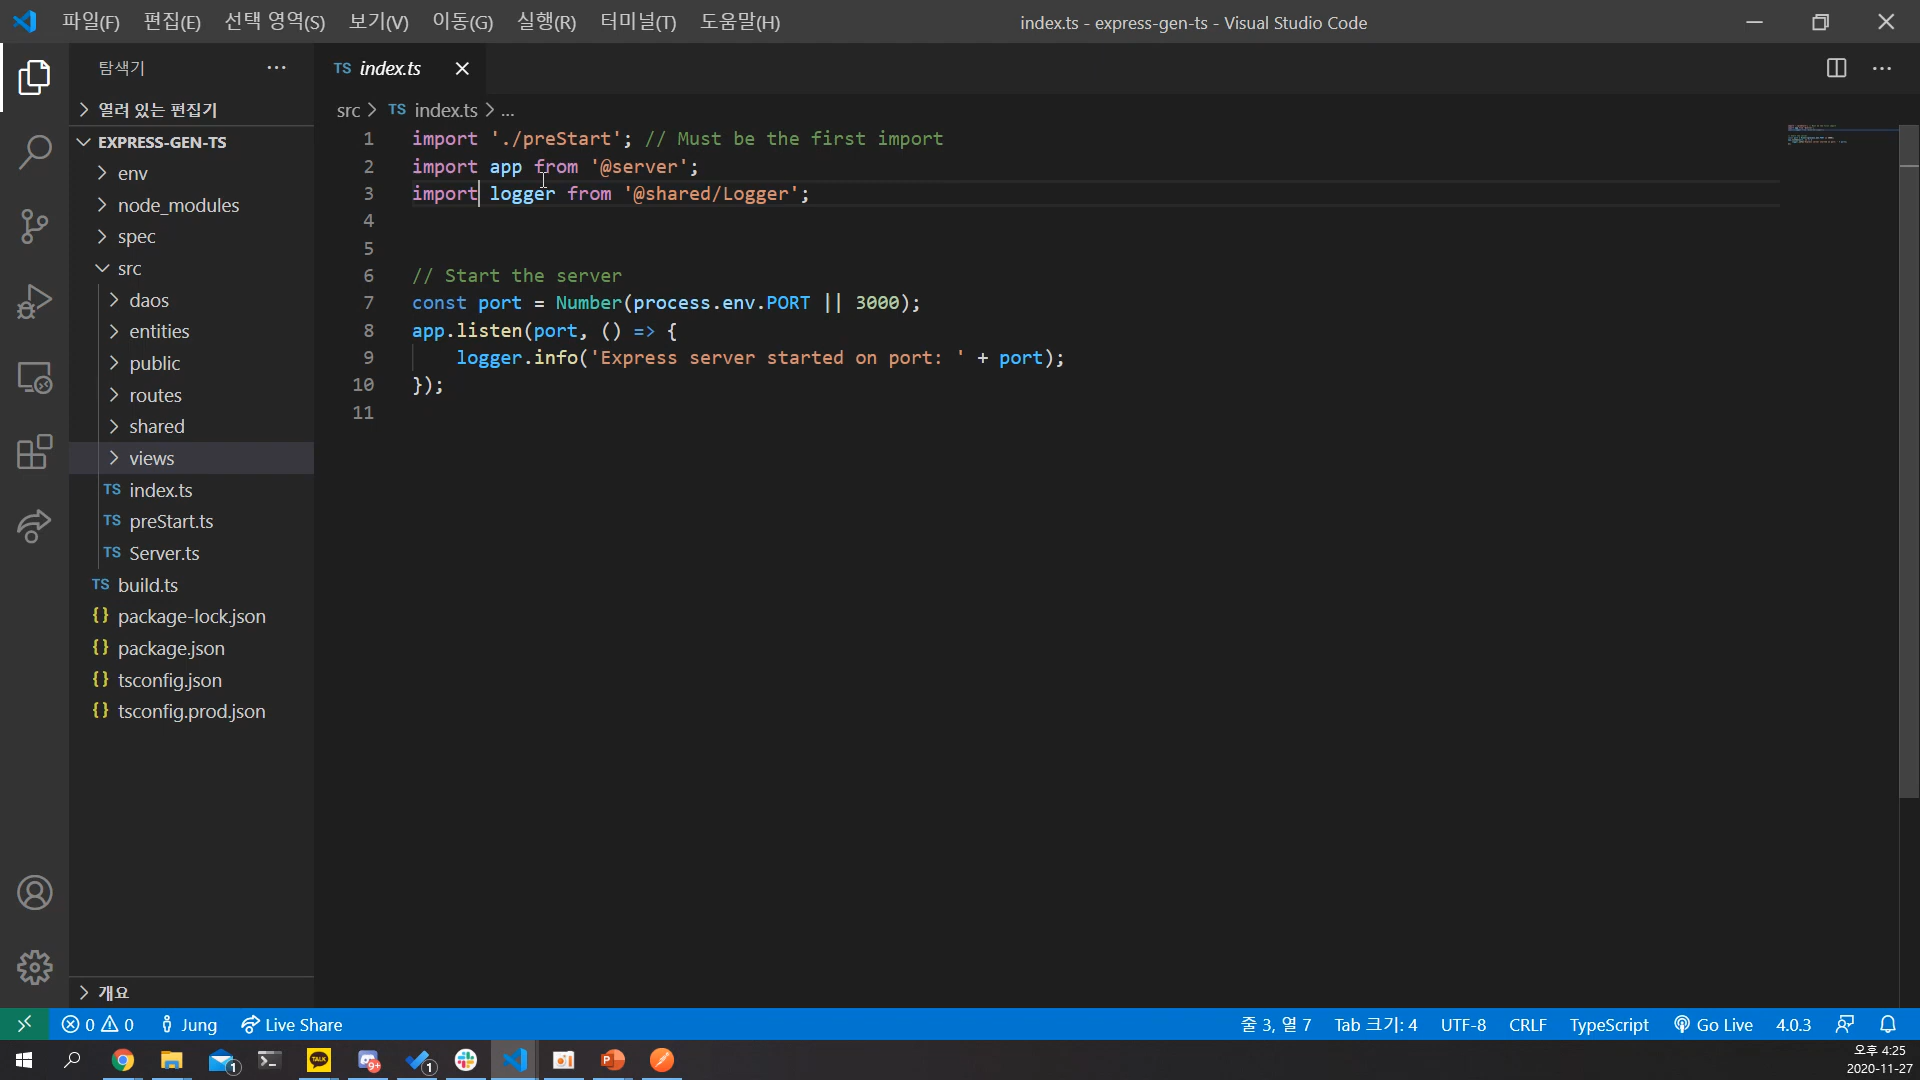 파일(F) 편집(E) 선택 영역(S) 보기(V) 이동(G) 실행(R) 터미널(T) 도움말(H)
index.ts - express-gen-ts - Visual Studio Code
탐색기
열려 있는 편집기
EXPRESS-GEN-TS
env
node_modules
spec
src
daos
entities
public
routes
shared
views
TS index.ts
TS preStart.ts
TS Server.ts
TS build.ts
{} package-lock.json
{} package.json
{} tsconfig.json
{} tsconfig.prod.json
개요
TS index.ts
src > TS index.ts > ...
1 import './preStart'; // Must be the first import
2 import app from '@server';
3 import logger from '@shared/Logger';
4
5
6 // Start the server
7 const port = Number(process.env.PORT || 3000);
8 app.listen(port, () => {
9 logger.info('Express server started on port: ' + port);
10 });
11
0 0 Jung Live Share
줄 3, 열 7 Tab 크기: 4 UTF-8 CRLF TypeScript Go Live 4.0.3
1 TALK 9+ 1
오후 4:25
2020-11-27